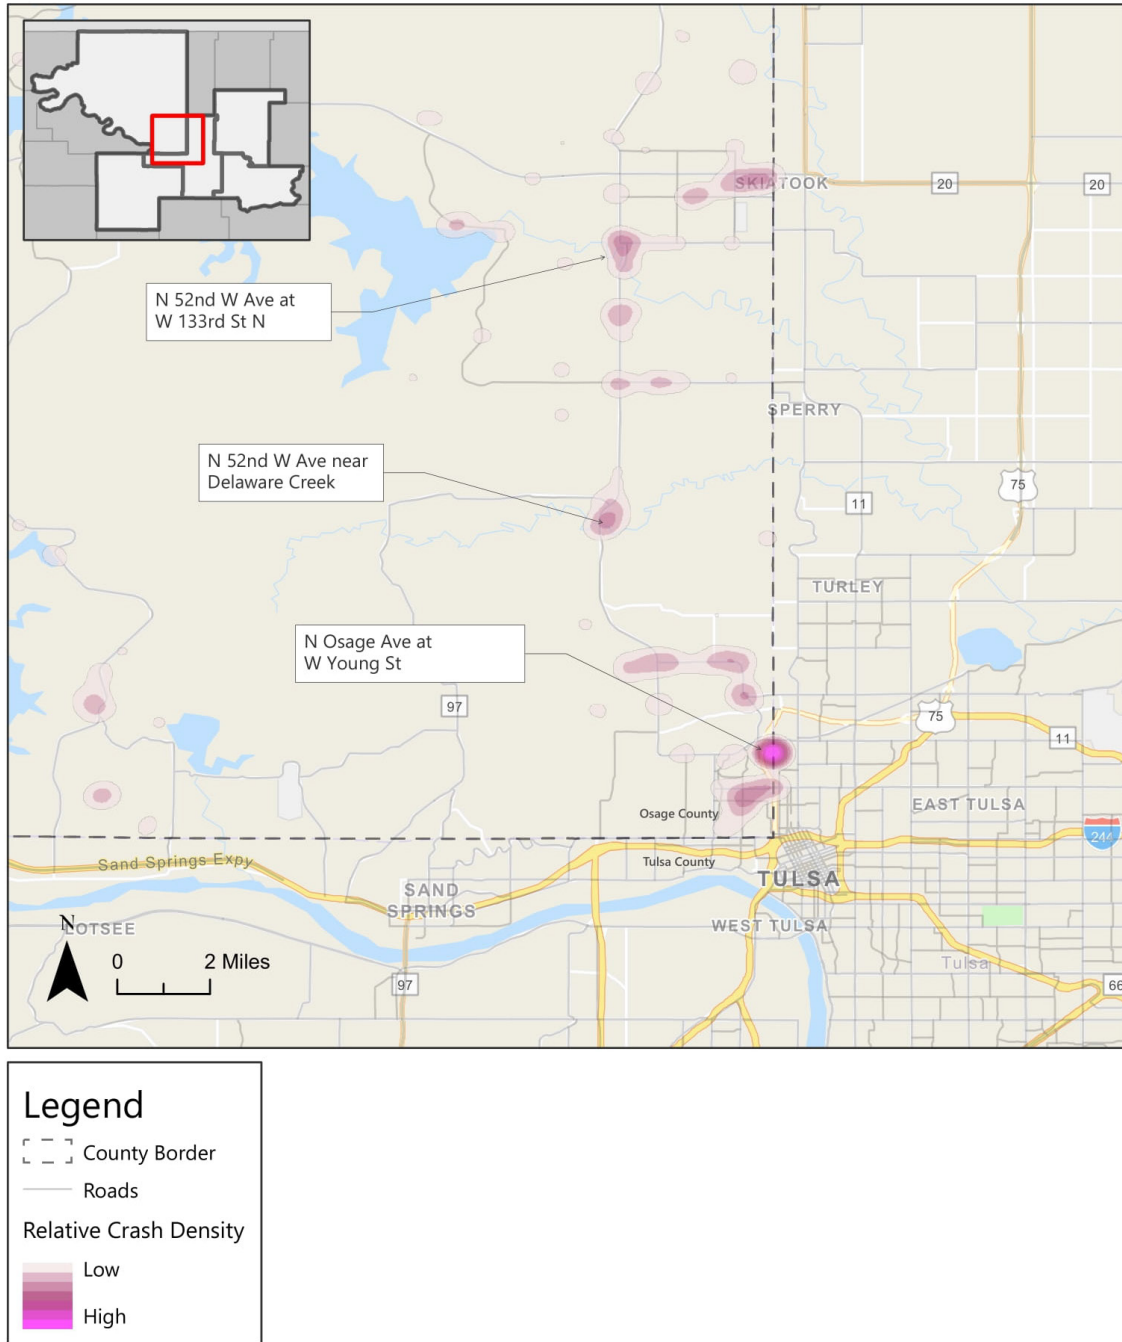 SKIATOOK
20
20
N 52nd W Ave at
W 133rd St N
SPERRY
N 52nd W Ave near
Delaware Creek
75
11
TURLEY
N Osage Ave at
W Young St
97
75
11
EAST TULSA
Osage County
244
Sand Springs Expy
Tulsa County
TULSA
SAND
SPRINGS
WEST TULSA
LOTSEE
N
Tulsa
0 2 Miles
97
66
Legend
County Border
Roads
Relative Crash Density
Low
High